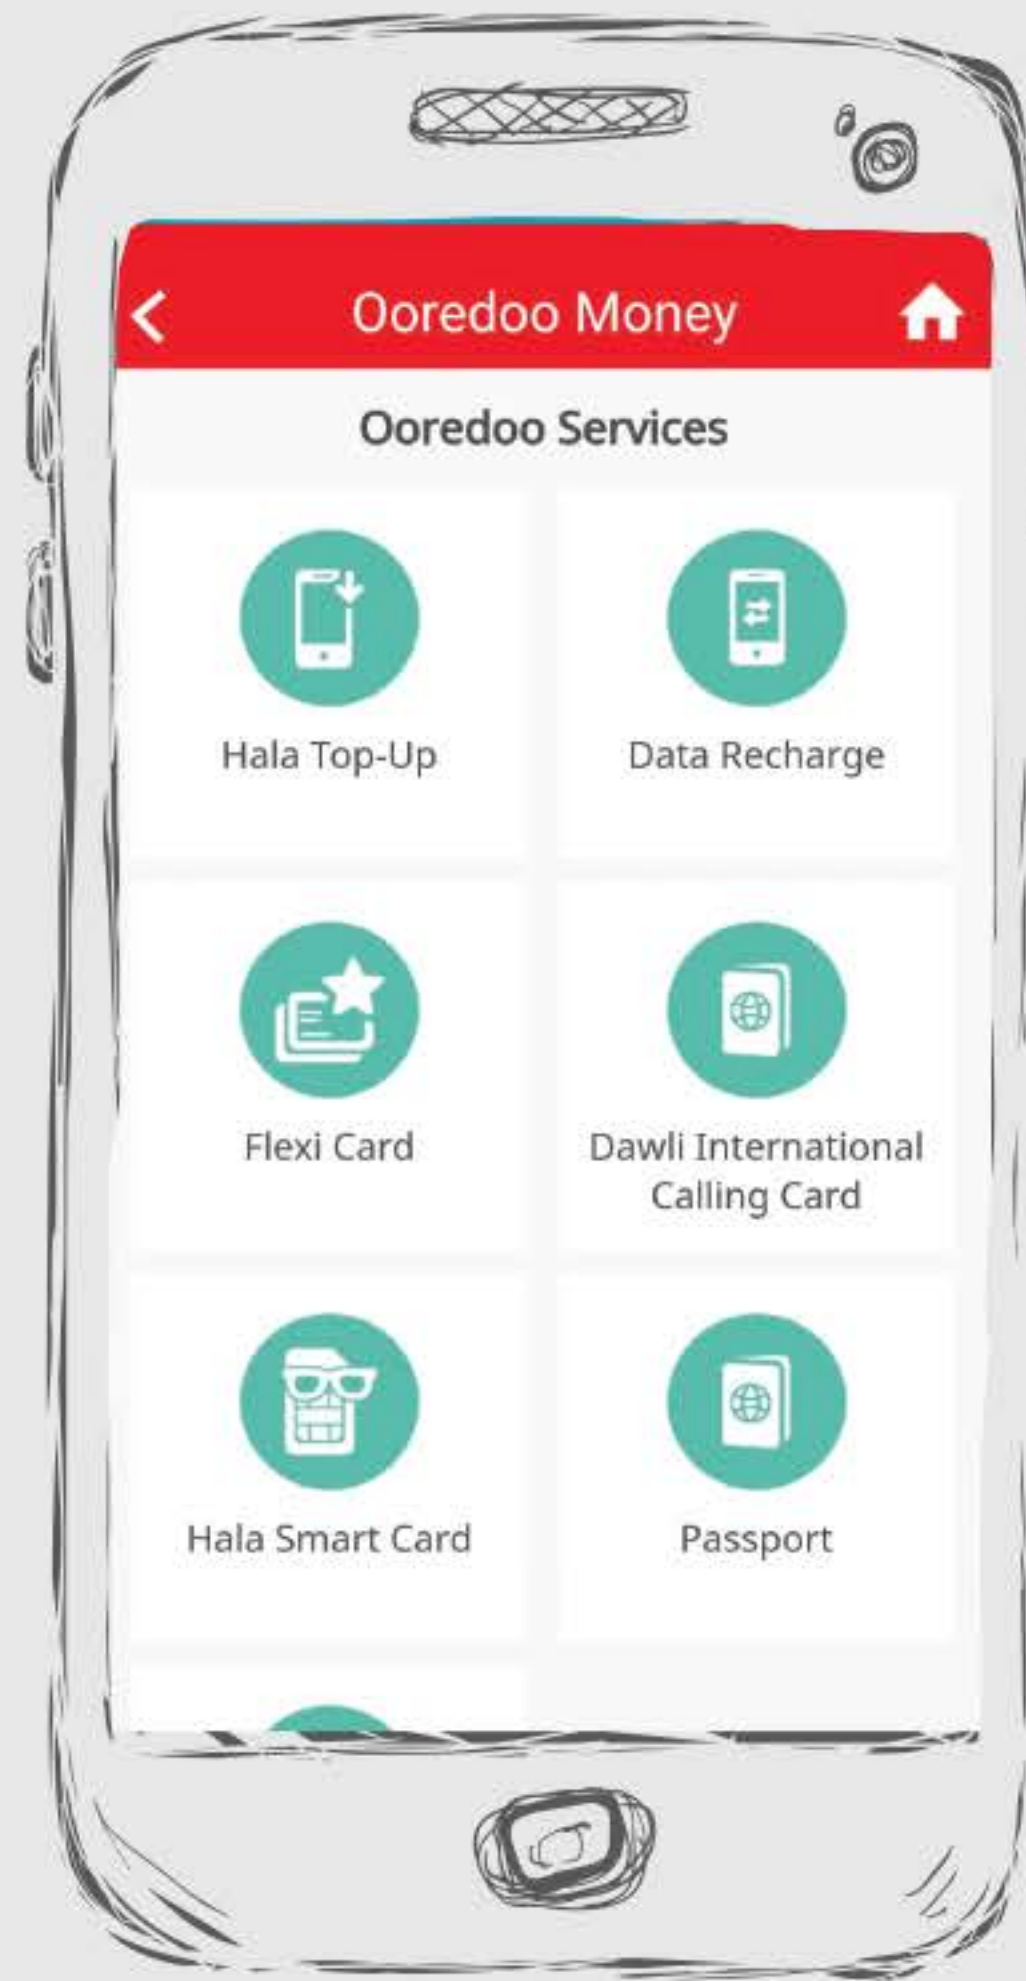 Ooredoo Money
Ooredoo Services
Hala Top-Up
Data Recharge
Flexi Card
Dawli International
Calling Card
Hala Smart Card
Passport